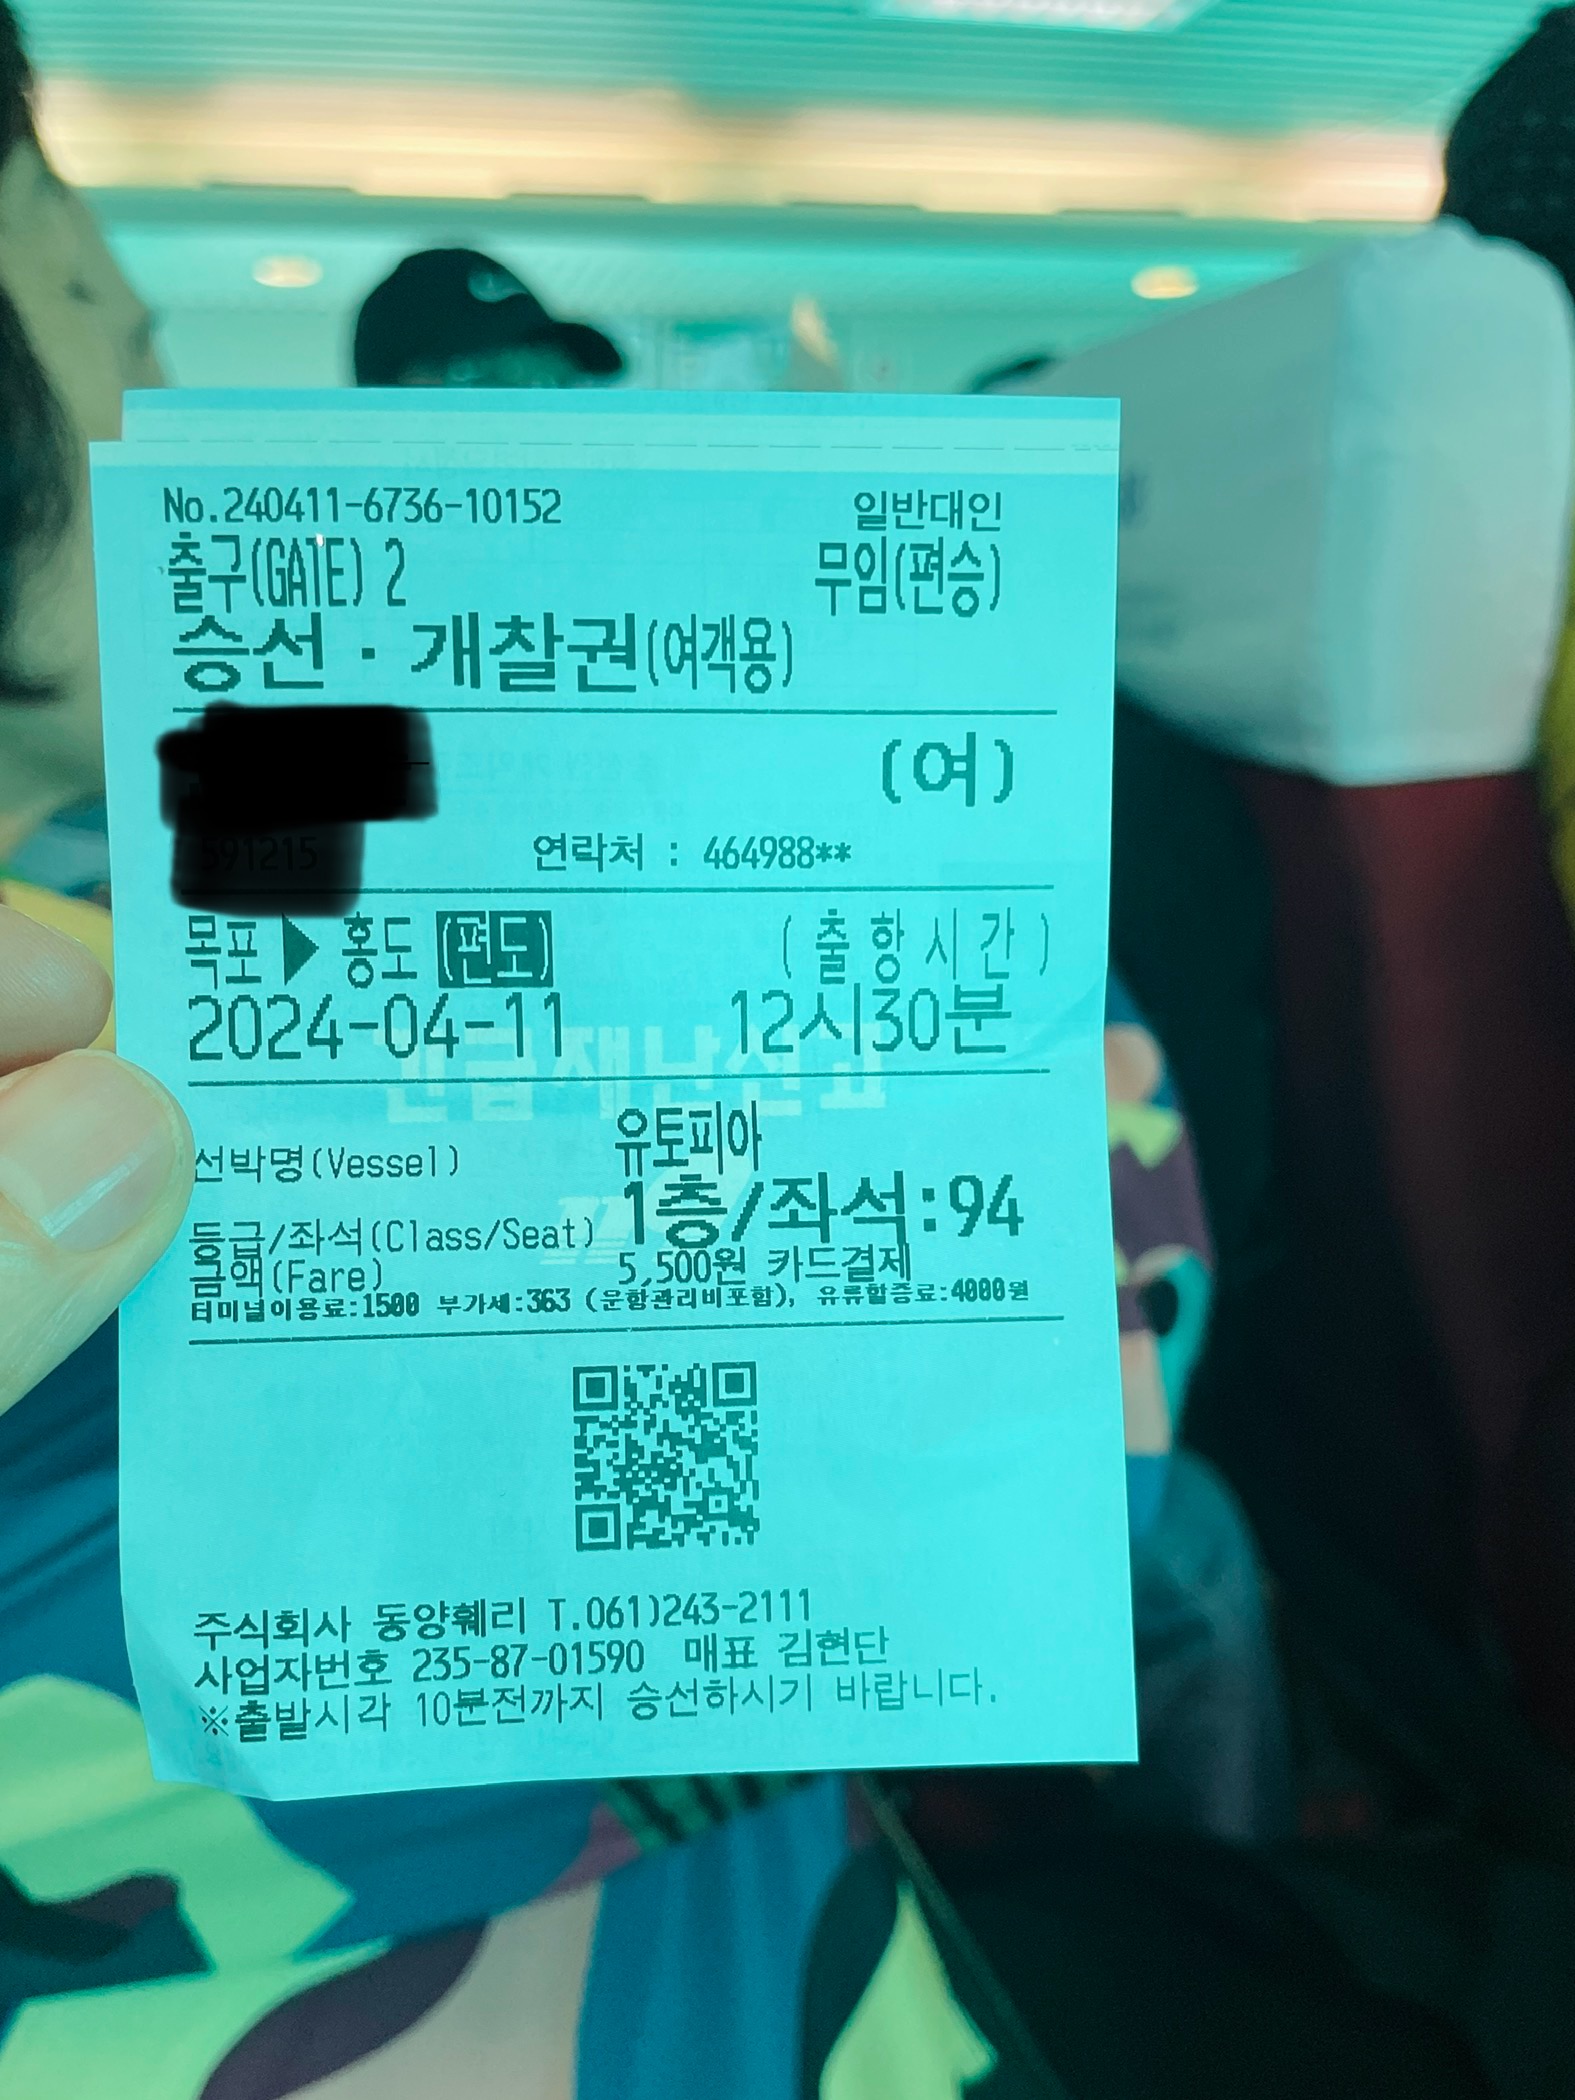 No.240411-6736-10152 일반대인
출구(GATE) 2 무임(편승)
승선 · 개찰권(여객용)
(여)
연락처 : 464988**
목포 ▶ 홍도 (편도) (출항시간)
2024-04-11 12시30분
긴급재난신고
선박명(Vessel) 유토피아
등급/좌석(Class/Seat) 1층/좌석:94
금액(Fare) 5,500원 카드결제
터미널이용료:1500 부가세:363 (운항관리비포함), 유류할증료:4000원
주식회사 동양훼리 T.061)243-2111
사업자번호 235-87-01590 매표 김현단
※출발시각 10분전까지 승선하시기 바랍니다.